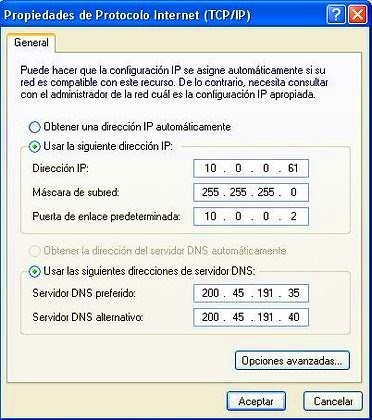 Propiedades de Protocolo Internet (TCP/IP)
General
Puede hacer que la configuración IP se asigne automáticamente si su
red es compatible con este recurso. De lo contrario, necesita consultar
con el administrador de la red cuál es la configuración IP apropiada.
Obtener una dirección IP automáticamente
Usar la siguiente dirección IP:
Dirección IP: 10 . 0 . 0 . 61
Máscara de subred: 255 . 255 . 255 . 0
Puerta de enlace predeterminada: 10 . 0 . 0 . 2
Obtener la dirección del servidor DNS automáticamente
Usar las siguientes direcciones de servidor DNS:
Servidor DNS preferido: 200 . 45 . 191 . 35
Servidor DNS alternativo: 200 . 45 . 191 . 40
Opciones avanzadas...
Aceptar Cancelar